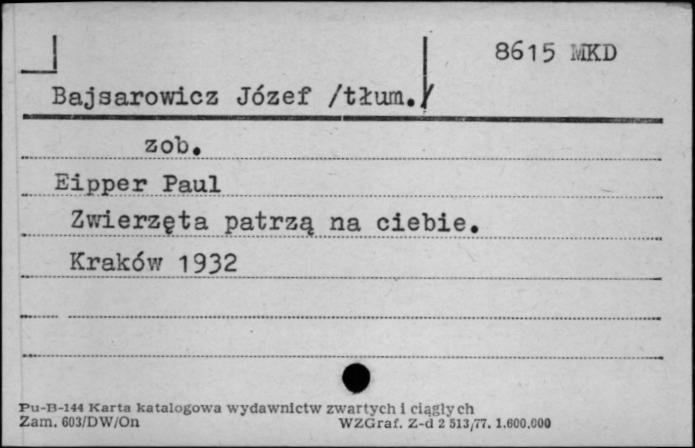 8615 MKD
Bajsarowicz Józef /tłum./
zob.
Eipper Paul
Zwierzęta patrzą na ciebie.
Kraków 1932
Pu-B-144 Karta katalogowa wydawnictw zwartych i ciągłych
Zam. 603/DW/On WZGraf. Z-d 2 513/77. 1.600.000